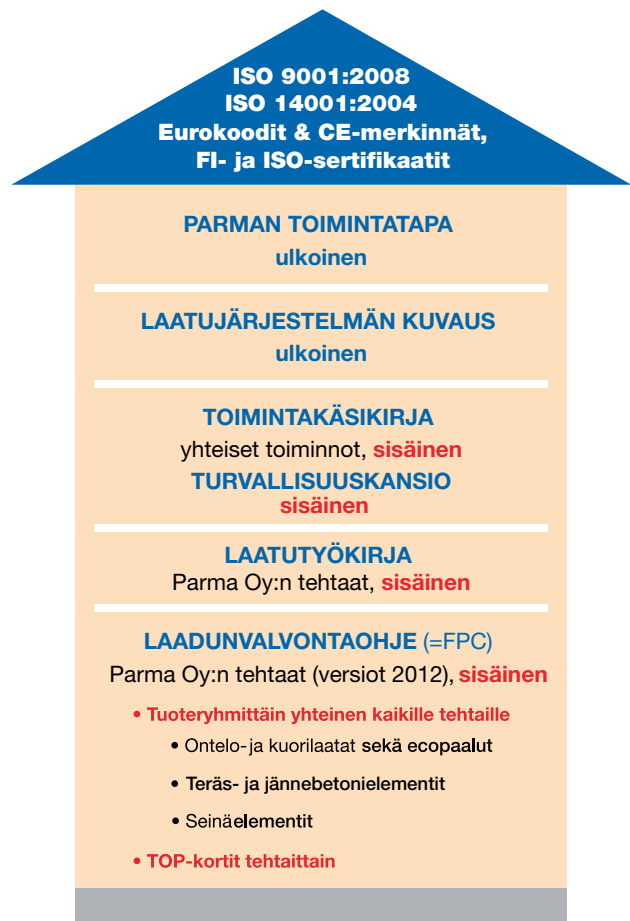 ISO 9001:2008
ISO 14001:2004
Eurokoodit & CE-merkinnät,
FI- ja ISO-sertifikaatit
PARMAN TOIMINTATAPA
ulkoinen
LAATUJÄRJESTELMÄN KUVAUS
ulkoinen
TOIMINTAKÄSIKIRJA
yhteiset toiminnot, sisäinen
TURVALLISUUSKANSIO
sisäinen
LAATUTYÖKIRJA
Parma Oy:n tehtaat, sisäinen
LAADUNVALVONTAOHJE (=FPC)
Parma Oy:n tehtaat (versiot 2012), sisäinen
• Tuoteryhmittäin yhteinen kaikille tehtaille
• Ontelo- ja kuorilaatat sekä ecopaalut
• Teräs- ja jännebetonielementit
• Seinäelementit
• TOP-kortit tehtaittain